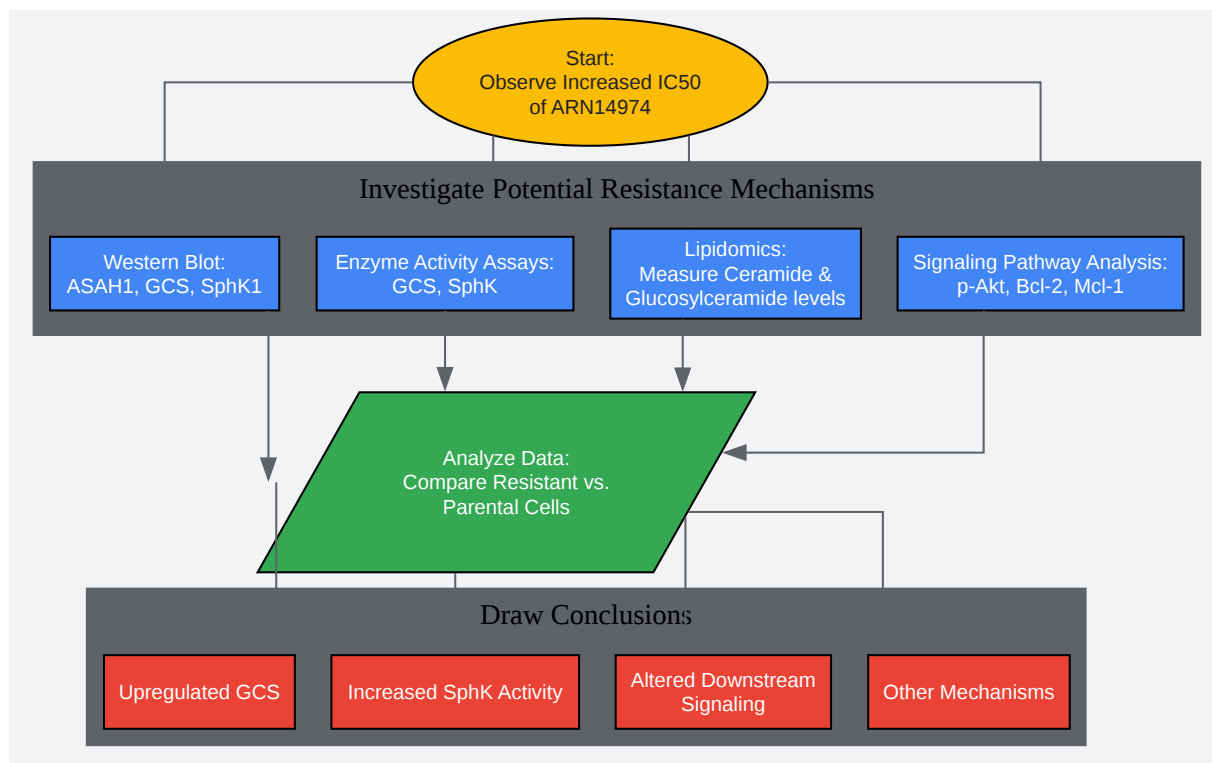 Start:
Observe Increased IC50
of ARN14974
Investigate Potential Resistance Mechanisms
Western Blot:
ASAH1, GCS, SphK1
Enzyme Activity Assays:
GCS, SphK
Lipidomics:
Measure Ceramide &
Glucosylceramide levels
Signaling Pathway Analysis:
p-Akt, Bcl-2, Mcl-1
Analyze Data:
Compare Resistant vs.
Parental Cells
Draw Conclusions
Upregulated GCS
Increased SphK Activity
Altered Downstream
Signaling
Other Mechanisms